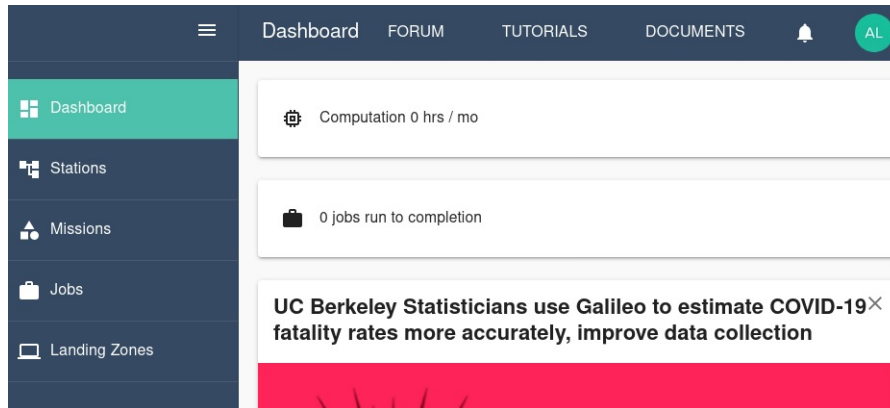 Dashboard FORUM TUTORIALS DOCUMENTS AL
Dashboard
Stations
Missions
Jobs
Landing Zones
Computation 0 hrs / mo
0 jobs run to completion
UC Berkeley Statisticians use Galileo to estimate COVID-19
fatality rates more accurately, improve data collection